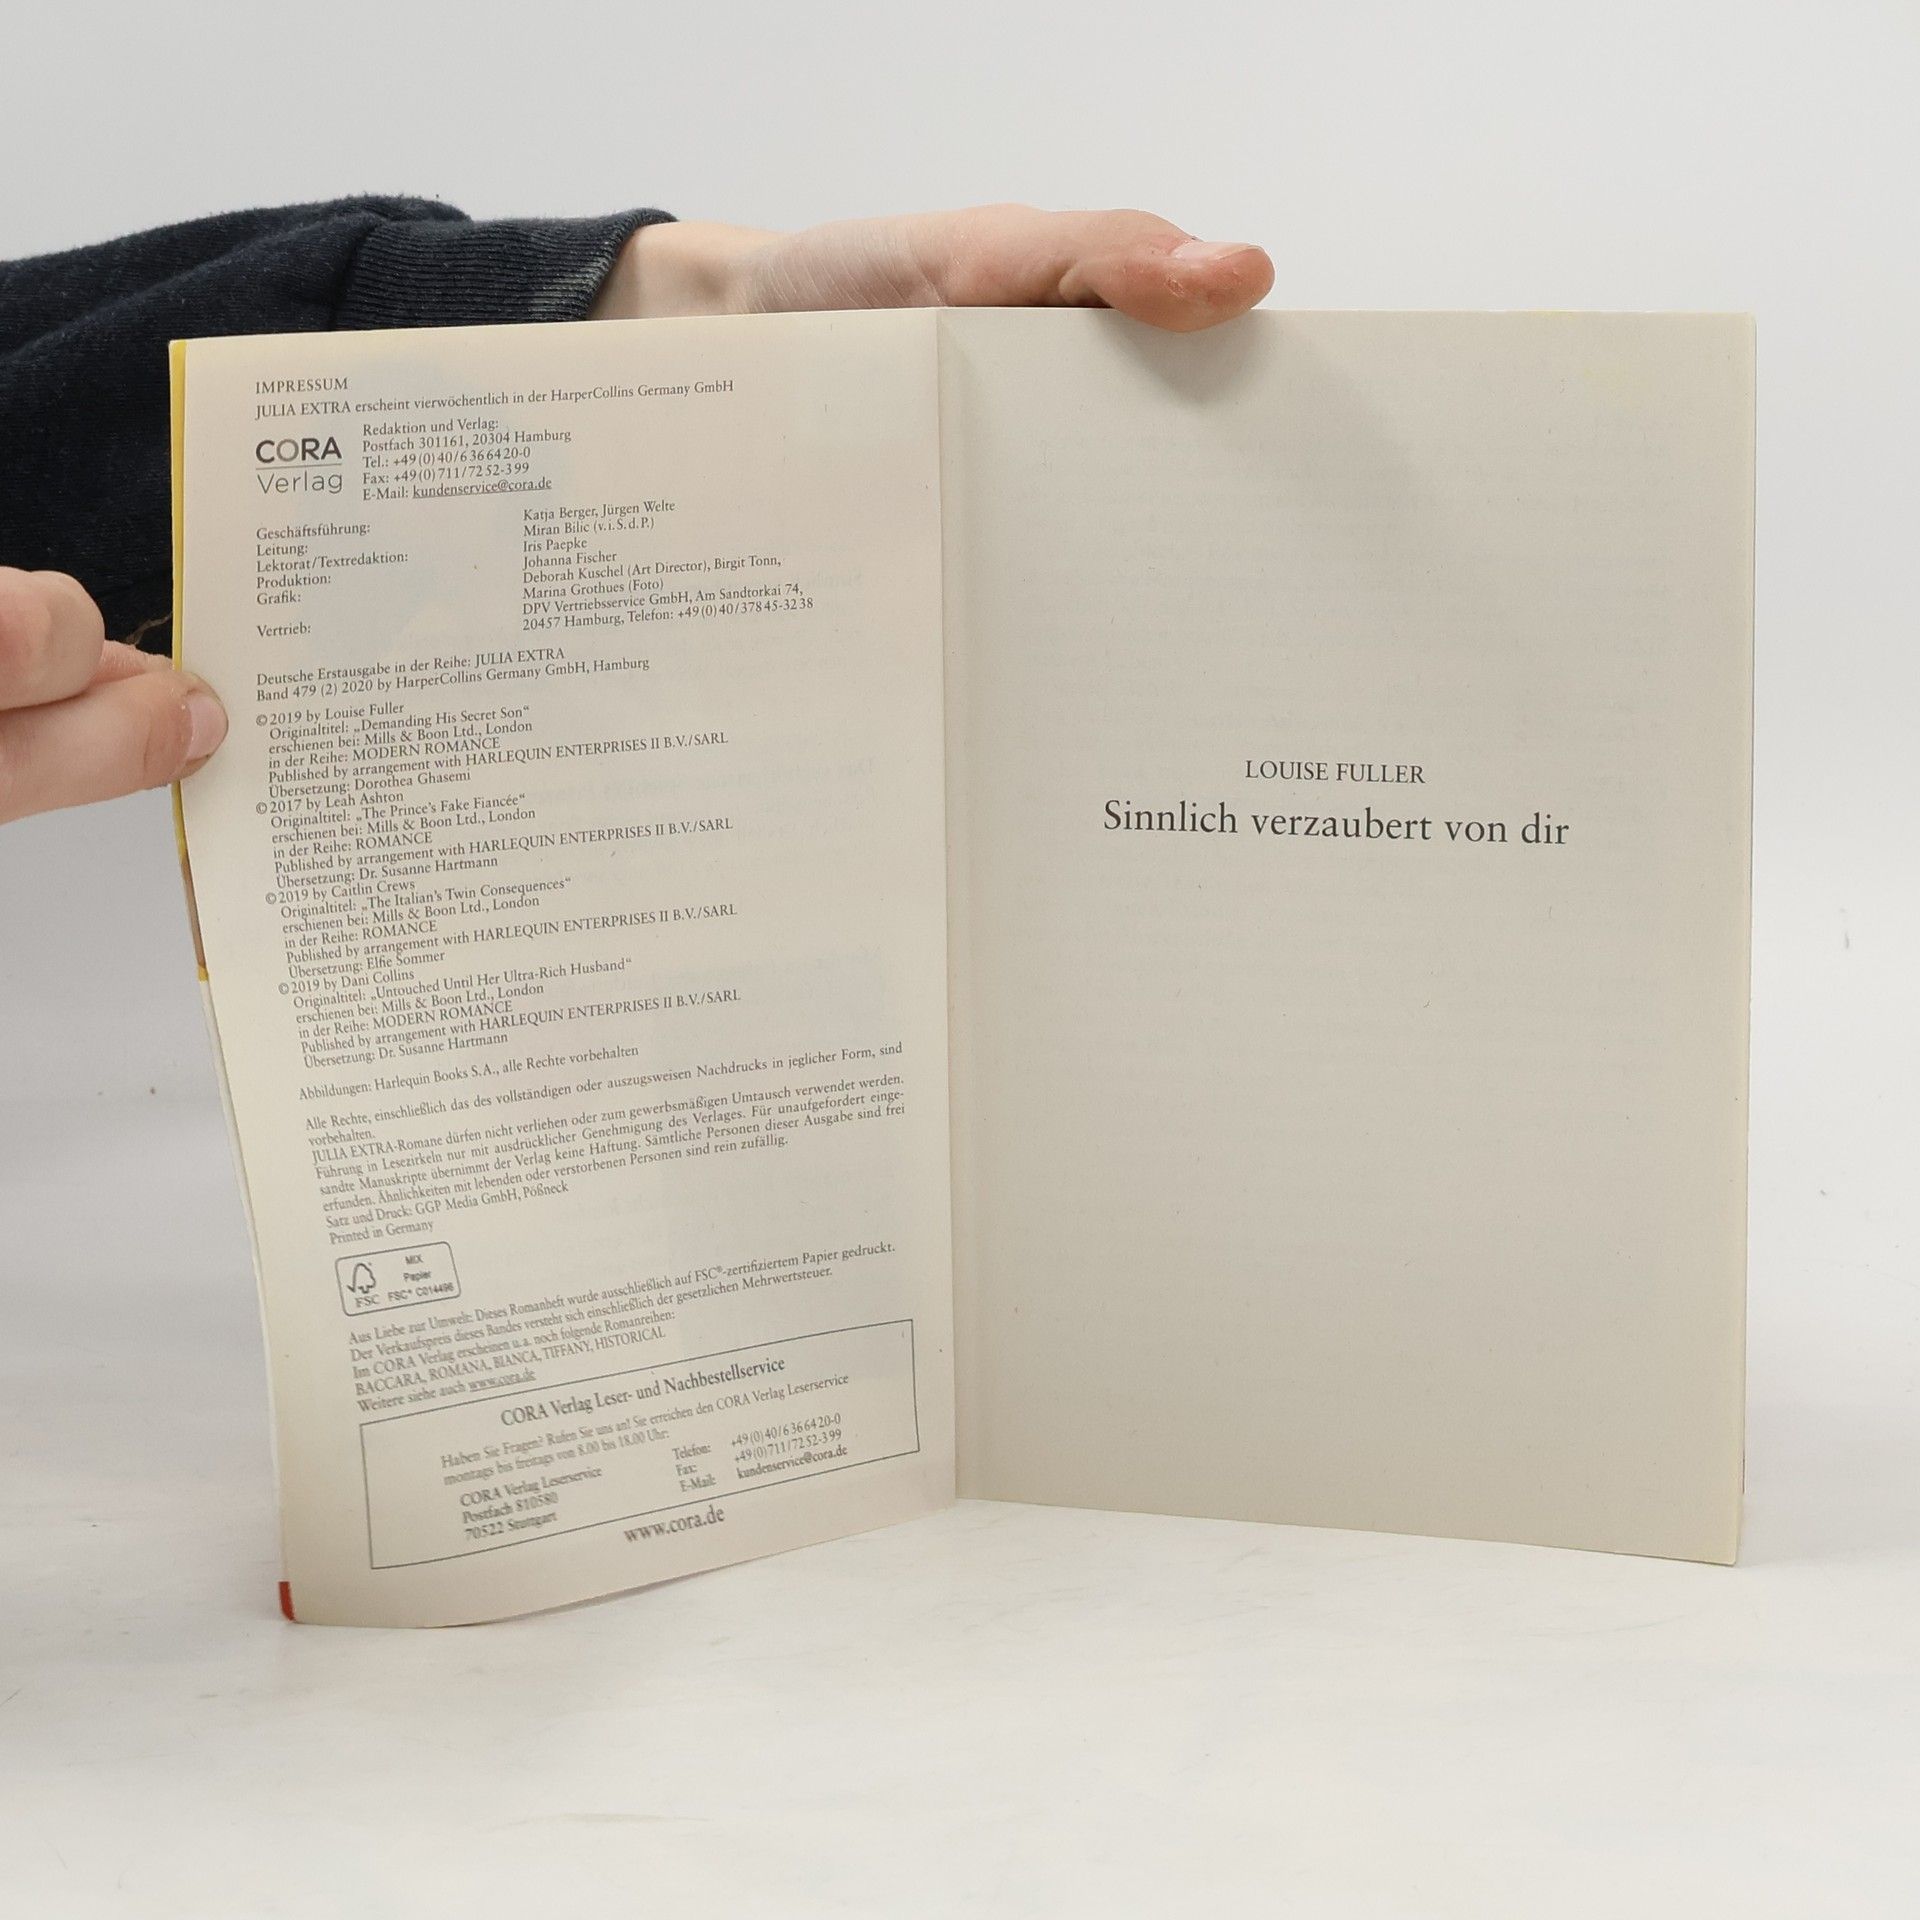 IMPRESSUM
JULIA EXTRA erscheint vierwöchentlich in der HarperCollins Germany GmbH
CORA
Verlag
Redaktion und Verlag:
Postfach 301161, 20304 Hamburg
Tel.: +49(0)40/6366420-0
Fax: +49(0)711/7252-399
E-Mail: kundenservice@cora.de
Geschäftsführung:
Katja Berger, Jürgen Welte
Leitung:
Miran Bilic (v.i.S.d.P.)
Lektorat/Textredaktion:
Iris Paepke
Produktion:
Johanna Fischer
Grafik:
Deborah Kuschel (Art Director), Birgit Tonn,
Marina Grothues (Foto)
Vertrieb:
DPV Vertriebsservice GmbH, Am Sandtorkai 74,
20457 Hamburg, Telefon: +49(0)40/37845-3238
Deutsche Erstausgabe in der Reihe: JULIA EXTRA
Band 479 (2) 2020 by HarperCollins Germany GmbH, Hamburg
©2019 by Louise Fuller
Originaltitel: „Demanding His Secret Son“
erschienen bei: Mills & Boon Ltd., London
in der Reihe: MODERN ROMANCE
Published by arrangement with HARLEQUIN ENTERPRISES II B.V./SARL
Übersetzung: Dorothea Ghasemi
©2017 by Leah Ashton
Originaltitel: „The Prince's Fake Fiancée“
erschienen bei: Mills & Boon Ltd., London
in der Reihe: ROMANCE
Published by arrangement with HARLEQUIN ENTERPRISES II B.V./SARL
Übersetzung: Dr. Susanne Hartmann
©2019 by Caitlin Crews
Originaltitel: „The Italian's Twin Consequences“
erschienen bei: Mills & Boon Ltd., London
in der Reihe: ROMANCE
Published by arrangement with HARLEQUIN ENTERPRISES II B.V./SARL
Übersetzung: Elfie Sommer
©2019 by Dani Collins
Originaltitel: „Untouched Until Her Ultra-Rich Husband“
erschienen bei: Mills & Boon Ltd., London
in der Reihe: MODERN ROMANCE
Published by arrangement with HARLEQUIN ENTERPRISES II B.V./SARL
Übersetzung: Dr. Susanne Hartmann
Abbildungen: Harlequin Books S.A., alle Rechte vorbehalten
Alle Rechte, einschließlich das des vollständigen oder auszugsweisen Nachdrucks in jeglicher Form, sind
vorbehalten.
JULIA EXTRA-Romane dürfen nicht verliehen oder zum gewerbsmäßigen Umtausch verwendet werden.
Führung in Lesezirkeln nur mit ausdrücklicher Genehmigung des Verlages. Für unaufgefordert einge-
sandte Manuskripte übernimmt der Verlag keine Haftung. Sämtliche Personen dieser Ausgabe sind frei
erfunden. Ähnlichkeiten mit lebenden oder verstorbenen Personen sind rein zufällig.
Satz und Druck: GGP Media GmbH, Pößneck
Printed in Germany
MIX
Papier
FSC FSC® C014496
Aus Liebe zur Umwelt: Dieses Romanheft wurde ausschließlich auf FSC®-zertifiziertem Papier gedruckt.
Der Verkaufspreis dieses Bandes versteht sich einschließlich der gesetzlichen Mehrwertsteuer.
Im CORA Verlag erscheinen u.a. noch folgende Romanreihen:
BACCARA, ROMANA, BIANCA, TIFFANY, HISTORICAL
Weitere siehe auch www.cora.de
CORA Verlag Leser- und Nachbestellservice
Haben Sie Fragen? Rufen Sie uns an! Sie erreichen den CORA Verlag Leserservice
montags bis freitags von 8.00 bis 18.00 Uhr:
CORA Verlag Leserservice
Postfach 810580
70522 Stuttgart
Telefon: +49(0)40/6366420-0
Fax: +49(0)711/7252-399
E-Mail: kundenservice@cora.de
www.cora.de
LOUISE FULLER
Sinnlich verzaubert von dir